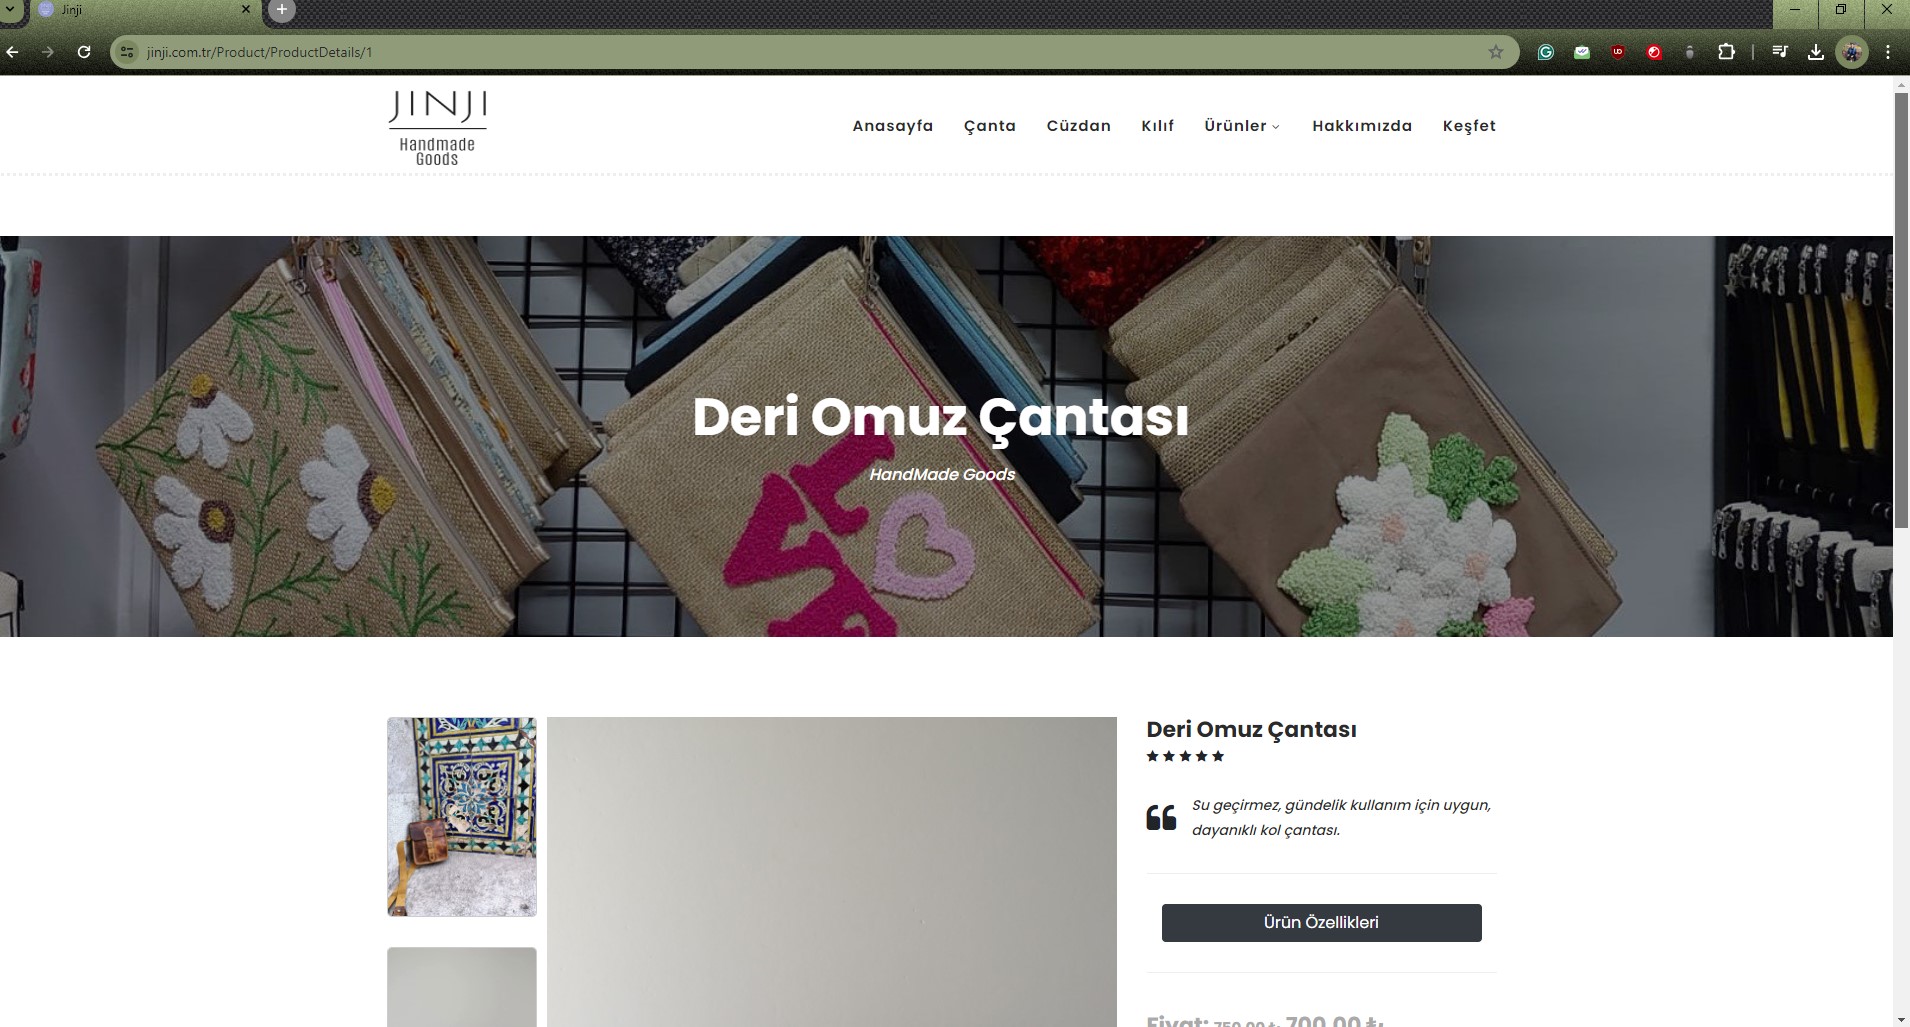 Jinji
jinji.com.tr/Product/ProductDetails/1
JINJI
Handmade
Goods
Anasayfa Çanta Cüzdan Kılıf Ürünler Hakkımızda Keşfet
Deri Omuz Çantası
HandMade Goods
Deri Omuz Çantası
Su geçirmez, gündelik kullanım için uygun,
dayanıklı kol çantası.
Ürün Özellikleri
Fiyat: 750.00 ₺ 700.00 ₺